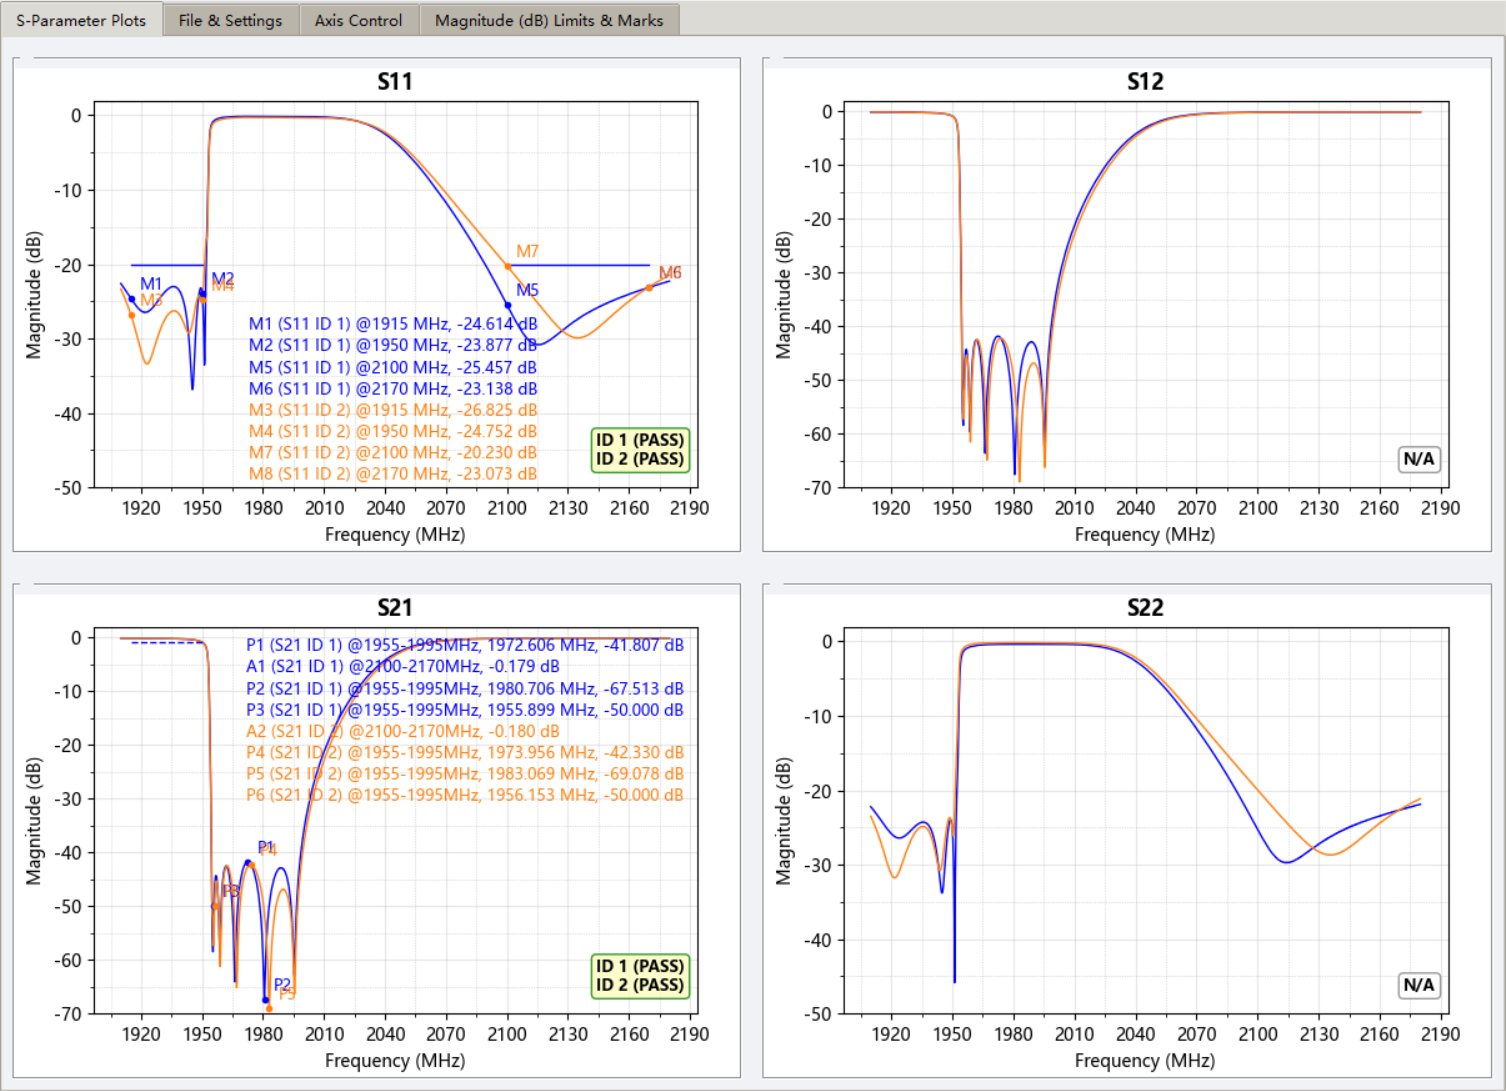 S-Parameter Plots
File & Settings
Axis Control
Magnitude (dB) Limits & Marks
S11
Magnitude (dB)
0
-10
-20
-30
-40
-50
M1
M2
M3
M4
M7
M5
M6
M1 (S11 ID 1) @1915 MHz, -24.614 dB
M2 (S11 ID 1) @1950 MHz, -23.877 dB
M5 (S11 ID 1) @2100 MHz, -25.457 dB
M6 (S11 ID 1) @2170 MHz, -23.138 dB
M3 (S11 ID 2) @1915 MHz, -26.825 dB
M4 (S11 ID 2) @1950 MHz, -24.752 dB
M7 (S11 ID 2) @2100 MHz, -20.230 dB
M8 (S11 ID 2) @2170 MHz, -23.073 dB
ID 1 (PASS)
ID 2 (PASS)
1920 1950 1980 2010 2040 2070 2100 2130 2160 2190
Frequency (MHz)
S12
Magnitude (dB)
0
-10
-20
-30
-40
-50
-60
-70
N/A
1920 1950 1980 2010 2040 2070 2100 2130 2160 2190
Frequency (MHz)
S21
Magnitude (dB)
0
-10
-20
-30
-40
-50
-60
-70
P1 (S21 ID 1) @1955-1995MHz, 1972.606 MHz, -41.807 dB
A1 (S21 ID 1) @2100-2170MHz, -0.179 dB
P2 (S21 ID 1) @1955-1995MHz, 1980.706 MHz, -67.513 dB
P3 (S21 ID 1) @1955-1995MHz, 1955.899 MHz, -50.000 dB
A2 (S21 ID 2) @2100-2170MHz, -0.180 dB
P4 (S21 ID 2) @1955-1995MHz, 1973.956 MHz, -42.330 dB
P5 (S21 ID 2) @1955-1995MHz, 1983.069 MHz, -69.078 dB
P6 (S21 ID 2) @1955-1995MHz, 1956.153 MHz, -50.000 dB
P1
P4
P2
P5
ID 1 (PASS)
ID 2 (PASS)
1920 1950 1980 2010 2040 2070 2100 2130 2160 2190
Frequency (MHz)
S22
Magnitude (dB)
0
-10
-20
-30
-40
-50
N/A
1920 1950 1980 2010 2040 2070 2100 2130 2160 2190
Frequency (MHz)